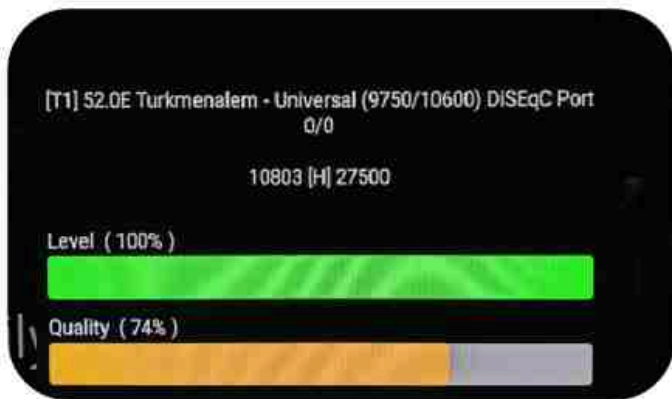 [T1] 52.0E Turkmenalem - Universal (9750/10600) DiSEqC Port
0/0
10803 [H] 27500
Level ( 100% )
Quality ( 74% )